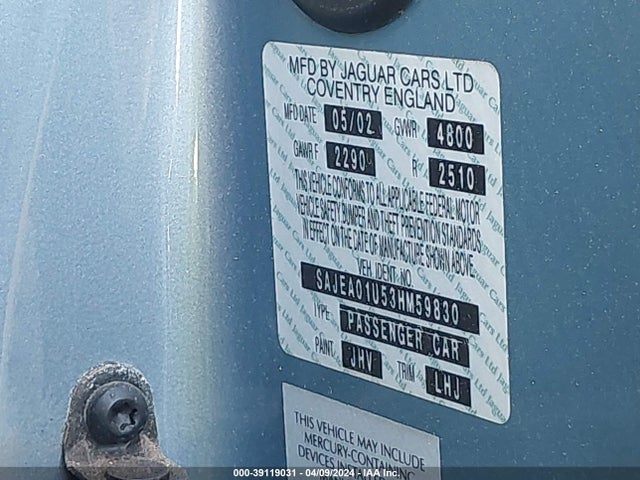 MFD BY JAGUAR CARS LTD
COVENTRY ENGLAND
MFD DATE 05/02 GVWR 4800
GAWR F 2290 R 2510
THIS VEHICLE CONFORMS TO ALL APPLICABLE FEDERAL MOTOR
VEHICLE SAFETY, BUMPER AND THEFT PREVENTION STANDARDS
IN EFFECT ON THE DATE OF MANUFACTURE SHOWN ABOVE.
VEH. IDENT. NO.
SAJEA01U53HM59830
TYPE PASSENGER CAR
PAINT JHV TRIM LHJ
THIS VEHICLE MAY INCLUDE
MERCURY-CONTAINING
DEVICES
000-39119031 - 04/09/2024 - IAAI.COM